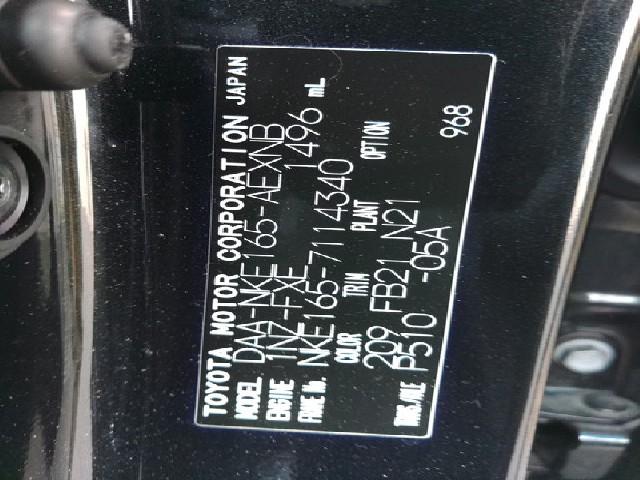 TOYOTA MOTOR CORPORATION JAPAN
MODEL DAA-NKE165-AEXNB
ENGINE 1NZ-FXE 1496 mL
FRAME No. NKE165-7114340
COLOR TRIM PLANT OPTION
209 FB21 N21
TRANS./AXLE P510 -05A
968